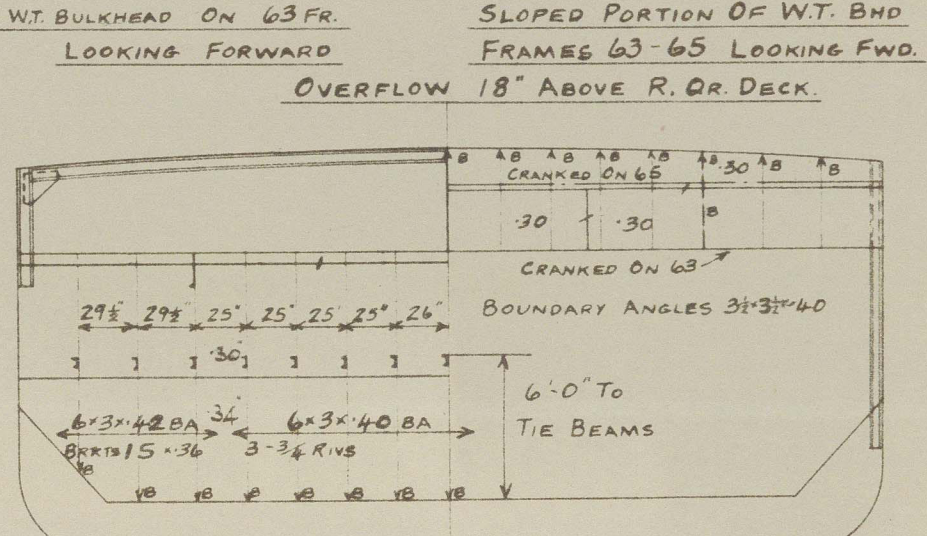 W.T. BULKHEAD ON 63 FR.
LOOKING FORWARD
SLOPED PORTION OF W.T. BHD
FRAMES 63-65 LOOKING FWD.
OVERFLOW 18" ABOVE R. QR. DECK.
B B B B B B .30 B B
CRANKED ON 65
.30 .30 B
CRANKED ON 63
29½" 29½" 25" 25" 25" 25" 26"
BOUNDARY ANGLES 3½×3½×.40
.30
6'-0" TO
TIE BEAMS
6×3×.42 BA .34 6×3×.40 BA
BRKTS 15 × .36 3-¾ RIVS
B
B B B B B B B